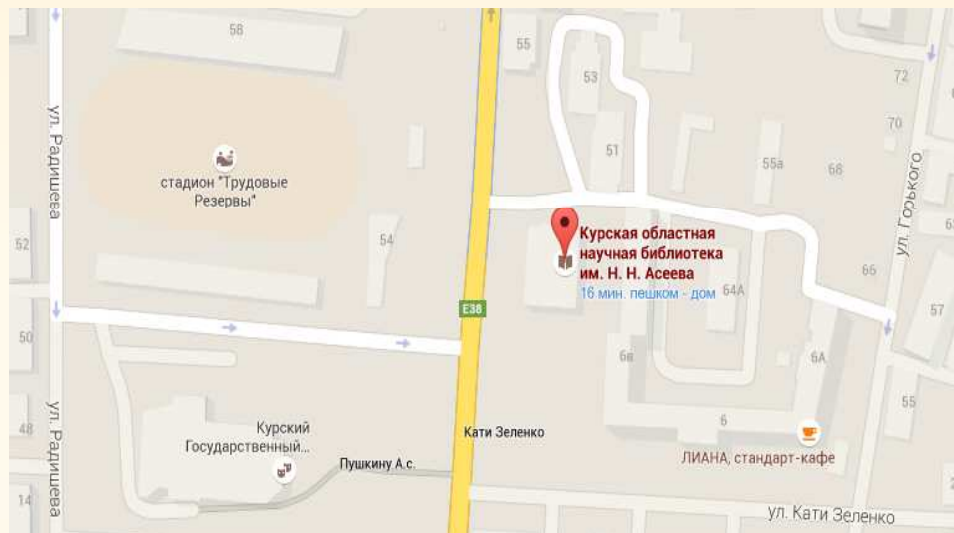 58
55
53
72
70
51
55а
68
ул. Радищева
стадион "Трудовые
Резервы"
ул. Горького
52
54
Курская областная
научная библиотека
им. Н. Н. Асеева
16 мин. пешком - дом
66
64А
57
E38
50
6в
6А
55
ул. Радищева
48
6
Курский
Государственный...
Кати Зеленко
ЛИАНА, стандарт-кафе
Пушкину А.с.
14
ул. Кати Зеленко